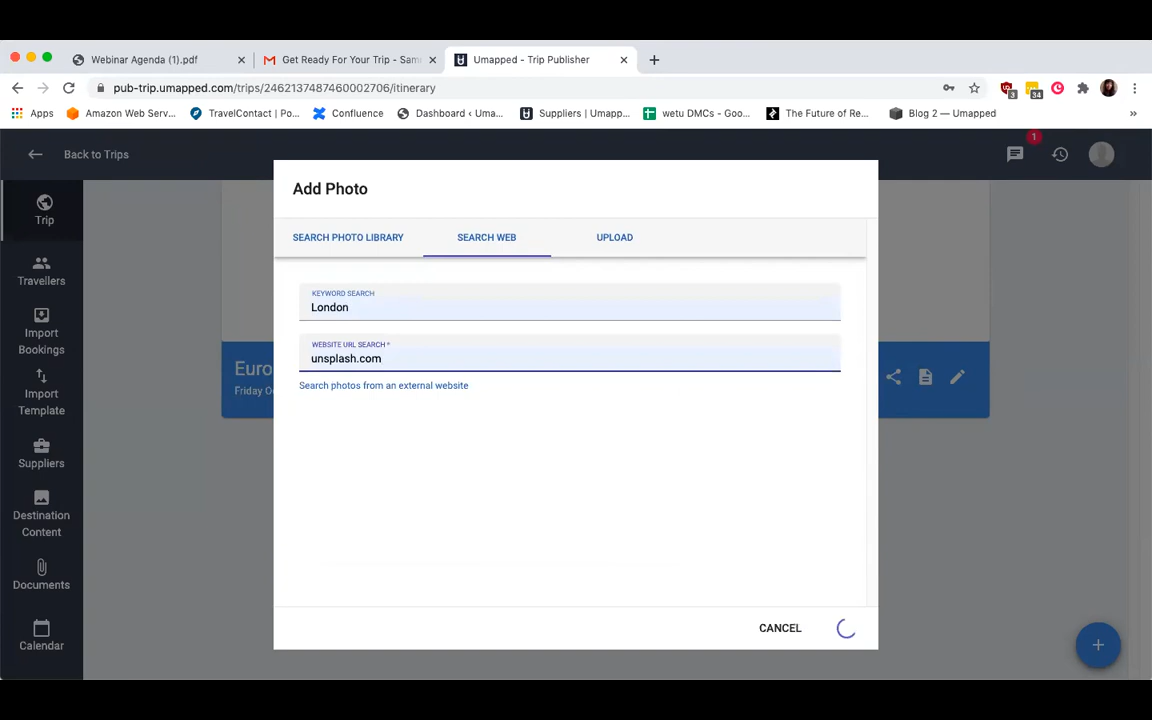 Webinar Agenda (1).pdf
Get Ready For Your Trip - Sam
Umapped - Trip Publisher
pub-trip.umapped.com/trips/2462137487460002706/itinerary
3
34
Apps
Amazon Web Serv...
TravelContact | Po...
Confluence
Dashboard ‹ Uma...
Suppliers | Umapp...
wetu DMCs - Goo...
The Future of Re...
Blog 2 — Umapped
»
Back to Trips
1
Trip
Travellers
Import
Bookings
Import
Template
Suppliers
Destination
Content
Documents
Calendar
Euro
Friday O
Add Photo
SEARCH PHOTO LIBRARY
SEARCH WEB
UPLOAD
KEYWORD SEARCH
London
WEBSITE URL SEARCH *
unsplash.com
Search photos from an external website
CANCEL